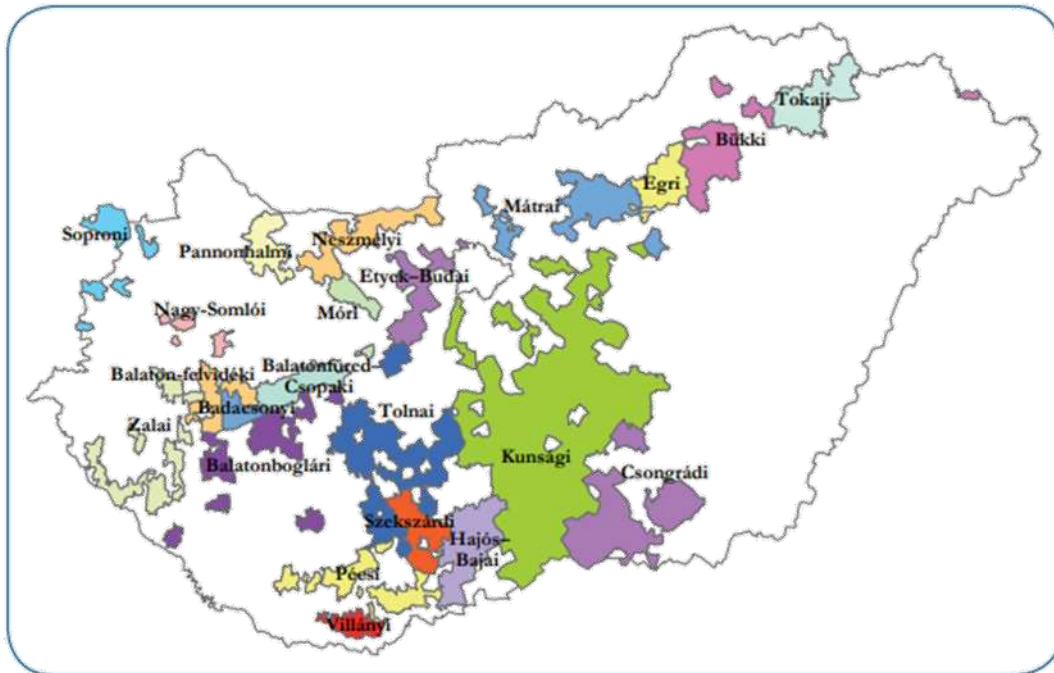 Tokaji
Bükki
Egri
Mátrai
Soproni
Neszmélyi
Pannonhalmi
Etyek–Budai
Nagy-Somlói
Móri
Balatonfüred–
Csopaki
Balaton-felvidéki
Badacsonyi
Tolnai
Zalai
Balatonboglári
Kunsági
Csongrádi
Szekszárdi
Hajós–
Bajai
Pécsi
Villányi